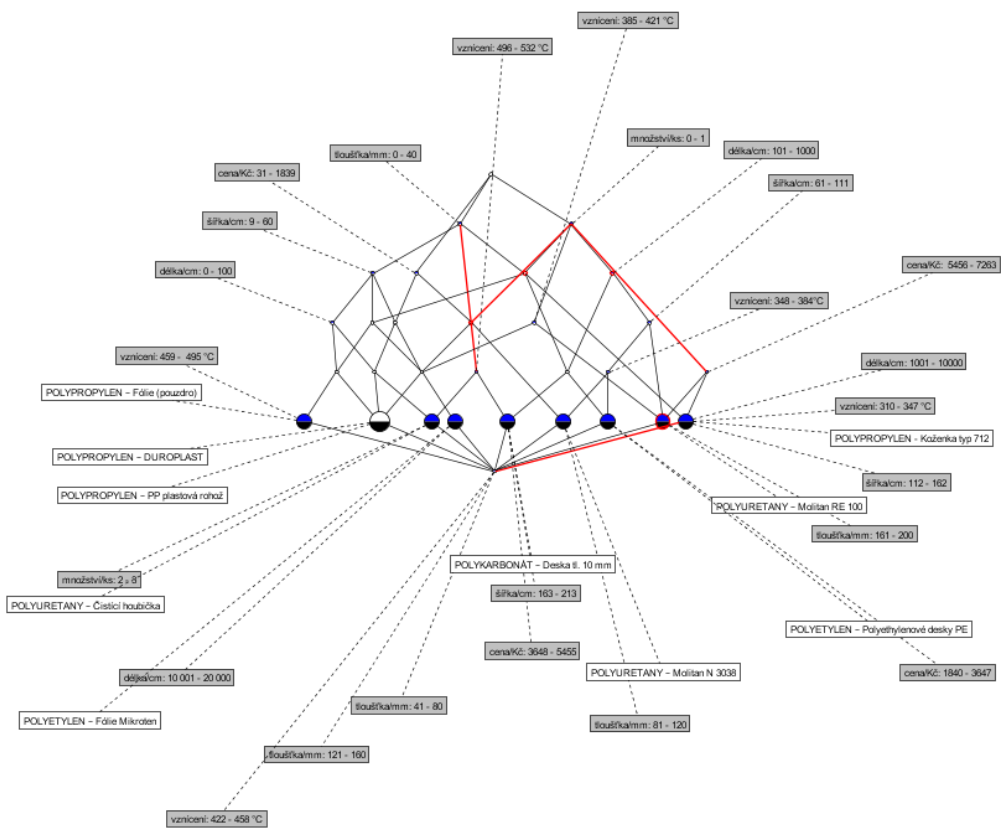 vznícení: 385 - 421 °C
vznícení: 496 - 532 °C
množství/ks: 0 - 1
tloušťka/mm: 0 - 40
délka/cm: 101 - 1000
cena/Kč: 31 - 1839
šířka/cm: 61 - 111
šířka/cm: 9 - 60
cena/Kč: 5456 - 7263
délka/cm: 0 - 100
vznícení: 348 - 384°C
vznícení: 459 - 495 °C
délka/cm: 1001 - 10000
POLYPROPYLEN – Fólie (pouzdro)
vznícení: 310 - 347 °C
POLYPROPYLEN – Koženka typ 712
POLYPROPYLEN – DUROPLAST
šířka/cm: 112 - 162
POLYPROPYLEN – PP plastová rohož
POLYURETANY – Molitan RE 100
tloušťka/mm: 161 - 200
POLYKARBONÁT – Deska tl. 10 mm
množství/ks: 2 - 8
šířka/cm: 163 - 213
POLYURETANY – Čistící houbička
POLYETYLEN – Polyethylenové desky PE
cena/Kč: 3648 - 5455
POLYURETANY – Molitan N 3038
cena/Kč: 1840 - 3647
délka/cm: 10 001 - 20 000
tloušťka/mm: 41 - 80
POLYETYLEN – Fólie Mikroten
tloušťka/mm: 81 - 120
tloušťka/mm: 121 - 160
vznícení: 422 - 458 °C